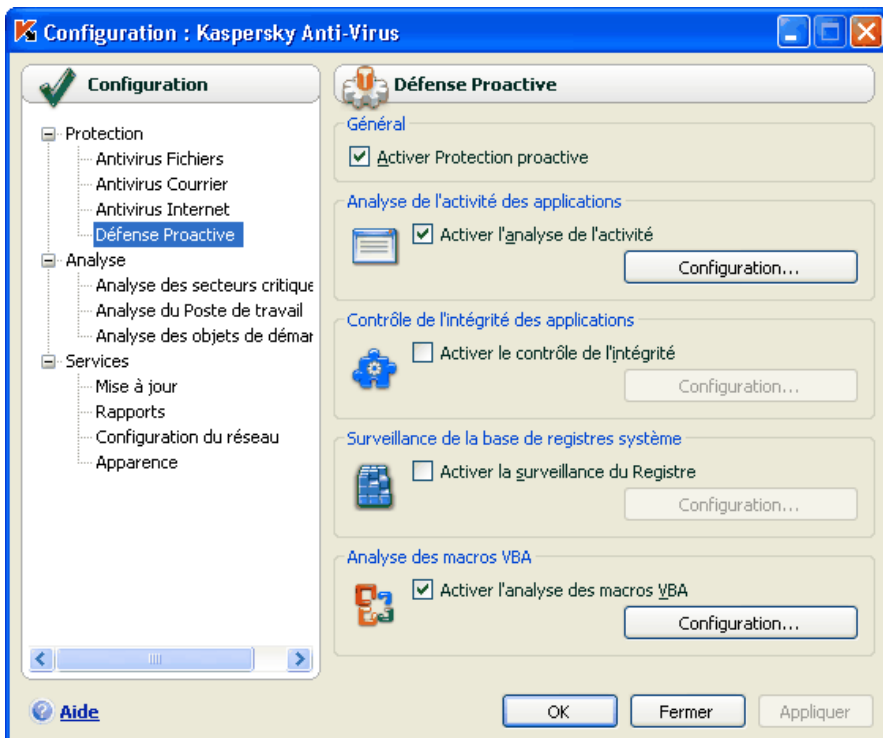 Configuration : Kaspersky Anti-Virus
Configuration
Protection
Antivirus Fichiers
Antivirus Courrier
Antivirus Internet
Défense Proactive
Analyse
Analyse des secteurs critique
Analyse du Poste de travail
Analyse des objets de démar
Services
Mise à jour
Rapports
Configuration du réseau
Apparence
Défense Proactive
Général
Activer Protection proactive
Analyse de l'activité des applications
Activer l'analyse de l'activité
Configuration...
Contrôle de l'intégrité des applications
Activer le contrôle de l'intégrité
Configuration...
Surveillance de la base de registres système
Activer la surveillance du Registre
Configuration...
Analyse des macros VBA
Activer l'analyse des macros VBA
Configuration...
Aide
OK
Fermer
Appliquer